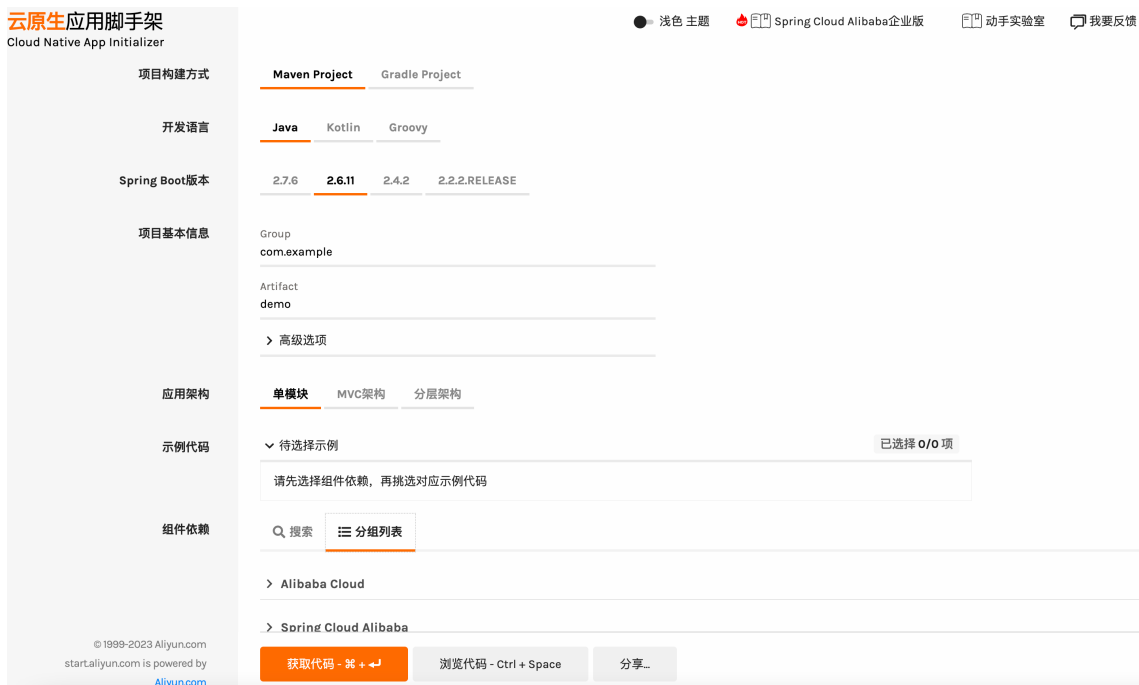 云原生应用脚手架
Cloud Native App Initializer
浅色 主题
HOT Spring Cloud Alibaba企业版
动手实验室
我要反馈
项目构建方式
Maven Project Gradle Project
开发语言
Java Kotlin Groovy
Spring Boot版本
2.7.6 2.6.11 2.4.2 2.2.2.RELEASE
项目基本信息
Group
com.example
Artifact
demo
高级选项
应用架构
单模块 MVC架构 分层架构
示例代码
待选择示例 已选择 0/0 项
请先选择组件依赖，再挑选对应示例代码
组件依赖
搜索 分组列表
Alibaba Cloud
Spring Cloud Alibaba
© 1999-2023 Aliyun.com
start.aliyun.com is powered by
Aliyun.com
获取代码 - ⌘ + ↵ 浏览代码 - Ctrl + Space 分享...